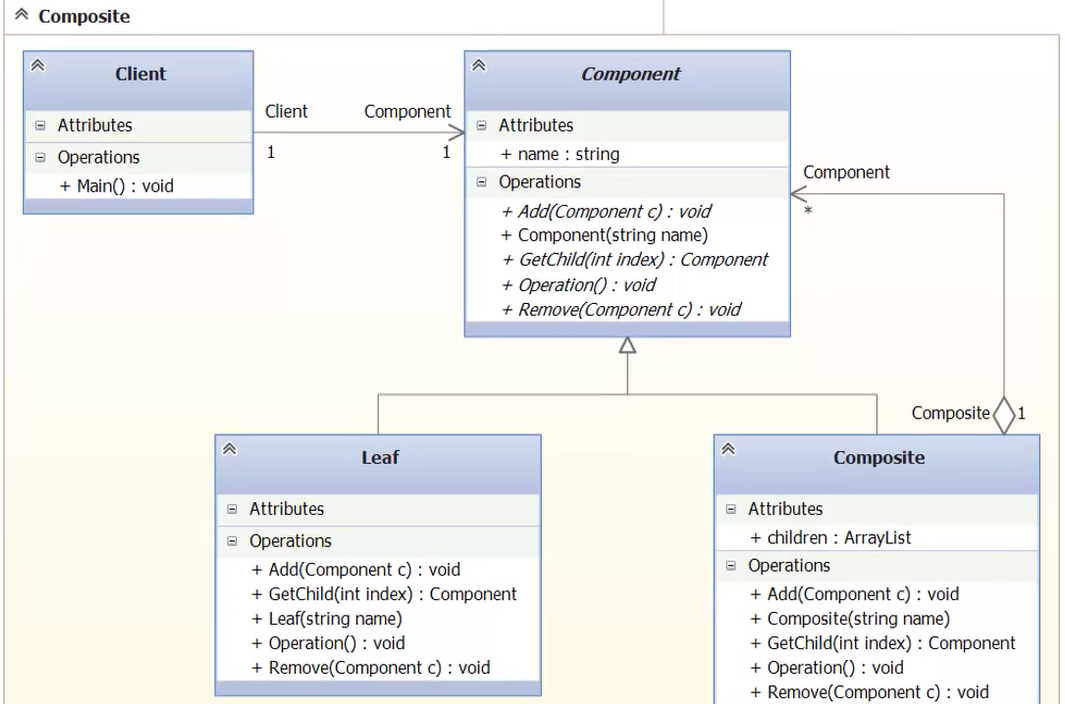 Composite
Client
Attributes
Operations
+ Main() : void
Client
Component
1
1
Component
Attributes
+ name : string
Operations
+ Add(Component c) : void
+ Component(string name)
+ GetChild(int index) : Component
+ Operation() : void
+ Remove(Component c) : void
Component
*
Composite
1
Leaf
Attributes
Operations
+ Add(Component c) : void
+ GetChild(int index) : Component
+ Leaf(string name)
+ Operation() : void
+ Remove(Component c) : void
Composite
Attributes
+ children : ArrayList
Operations
+ Add(Component c) : void
+ Composite(string name)
+ GetChild(int index) : Component
+ Operation() : void
+ Remove(Component c) : void